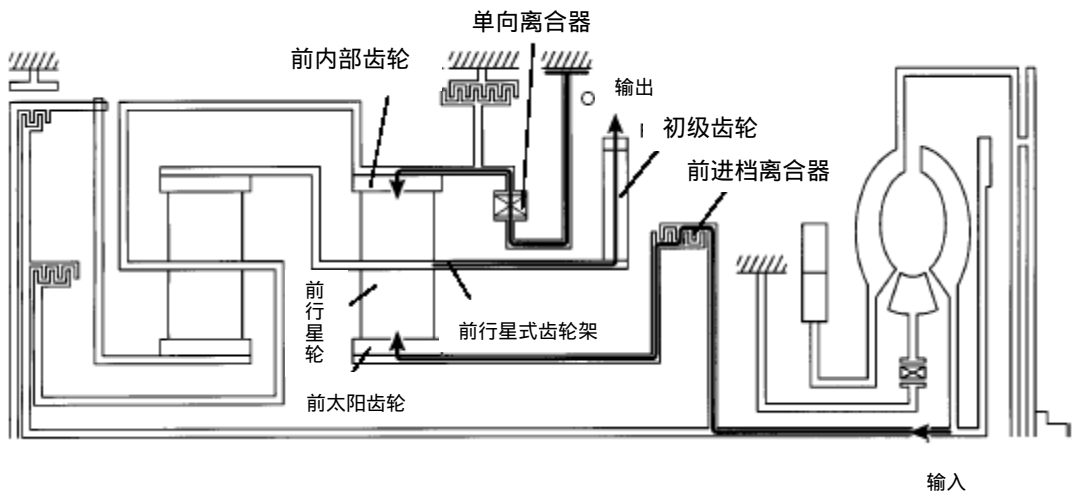 单向离合器
前内部齿轮
输出
初级齿轮
前进档离合器
前行星轮
前行星式齿轮架
前太阳齿轮
输入